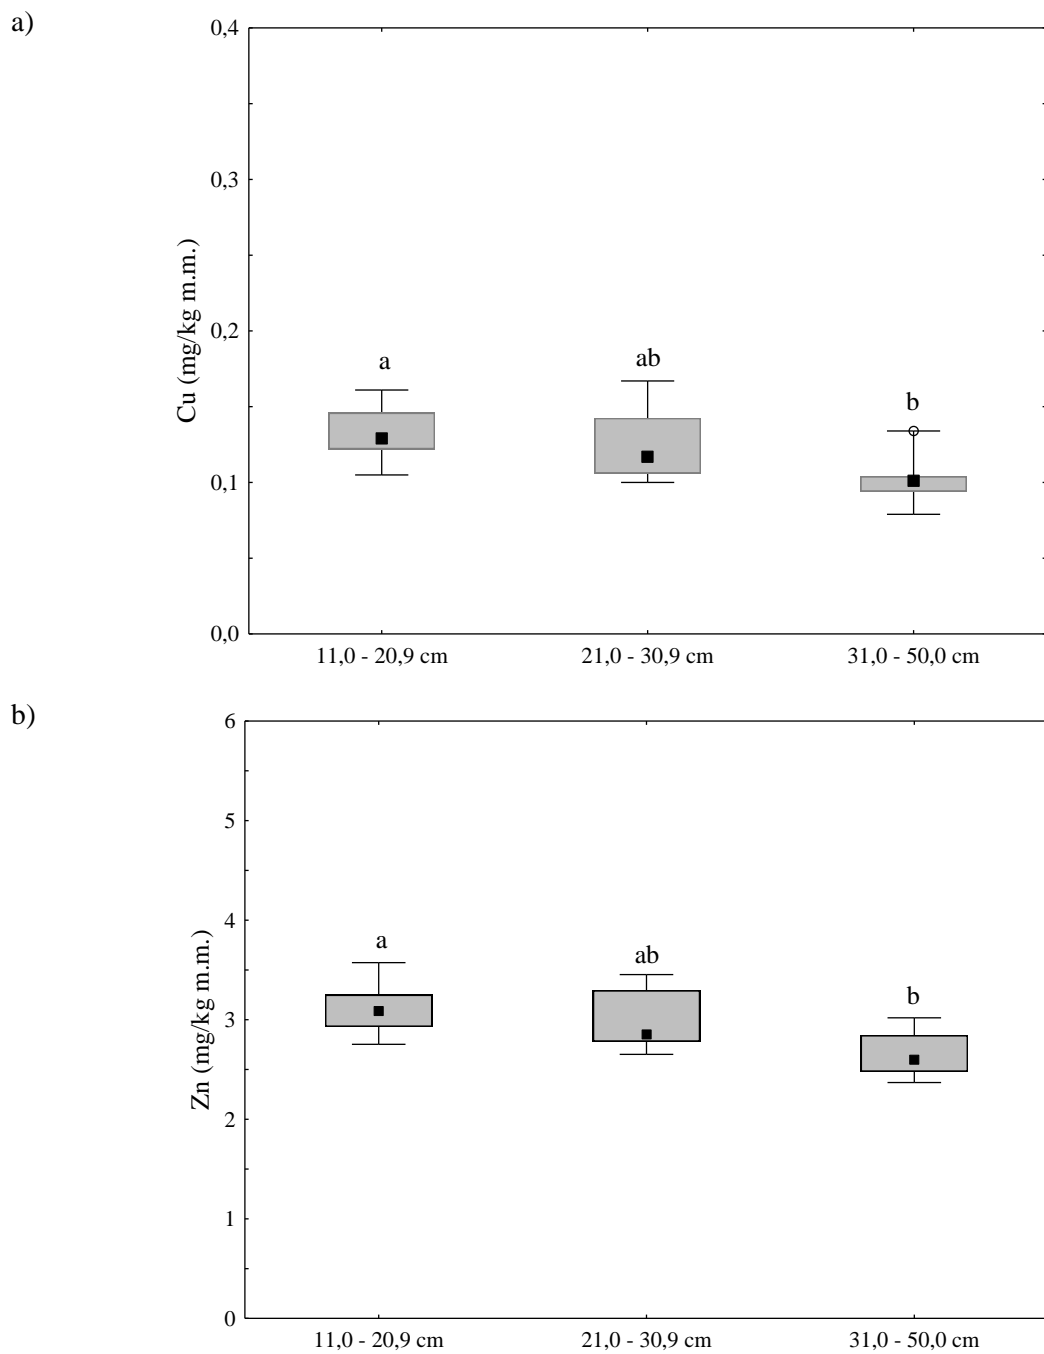 a)
0,4
0,3
0,2
0,1
0,0
Cu (mg/kg m.m.)
a
ab
b
11,0 - 20,9 cm
21,0 - 30,9 cm
31,0 - 50,0 cm
b)
6
5
4
3
2
1
0
Zn (mg/kg m.m.)
a
ab
b
11,0 - 20,9 cm
21,0 - 30,9 cm
31,0 - 50,0 cm